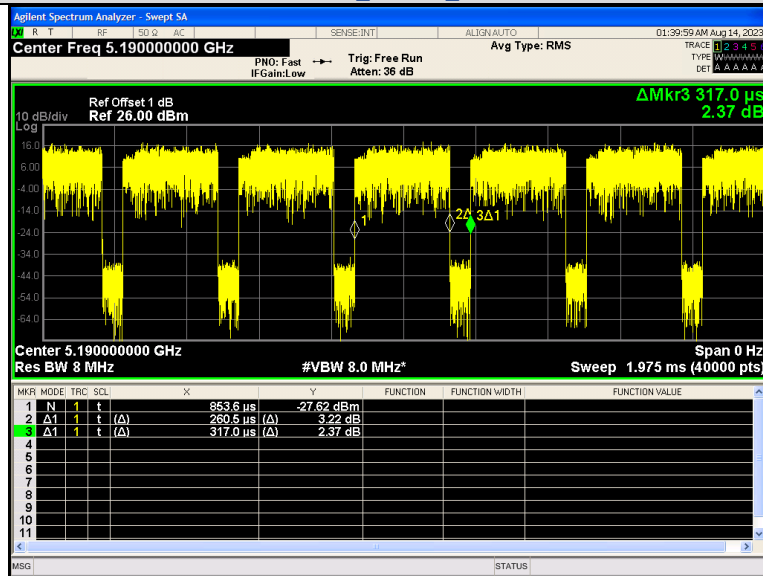 Agilent Spectrum Analyzer - Swept SA
LXI R T RF 50 Ω AC SENSE:INT ALIGN AUTO 01:39:59 AM Aug 14, 2023
Center Freq 5.190000000 GHz Avg Type: RMS TRACE 1 2 3 4 5
PNO: Fast Trig: Free Run TYPE
IFGain:Low Atten: 36 dB DET A A A A A
ΔMkr3 317.0 µs
2.37 dB
Ref Offset 1 dB
10 dB/div Ref 26.00 dBm
Log
16.0
6.00
-4.00
-14.0
1 2Δ 3Δ1
-24.0
-34.0
-44.0
-54.0
-64.0
Center 5.190000000 GHz Span 0 Hz
Res BW 8 MHz #VBW 8.0 MHz* Sweep 1.975 ms (40000 pts)
MKR MODE TRC SCL X Y FUNCTION FUNCTION WIDTH FUNCTION VALUE
1 N 1 t 853.6 µs -27.62 dBm
2 Δ1 1 t (Δ) 260.5 µs (Δ) 3.22 dB
3 Δ1 1 t (Δ) 317.0 µs (Δ) 2.37 dB
4
5
6
7
8
9
10
11
MSG STATUS